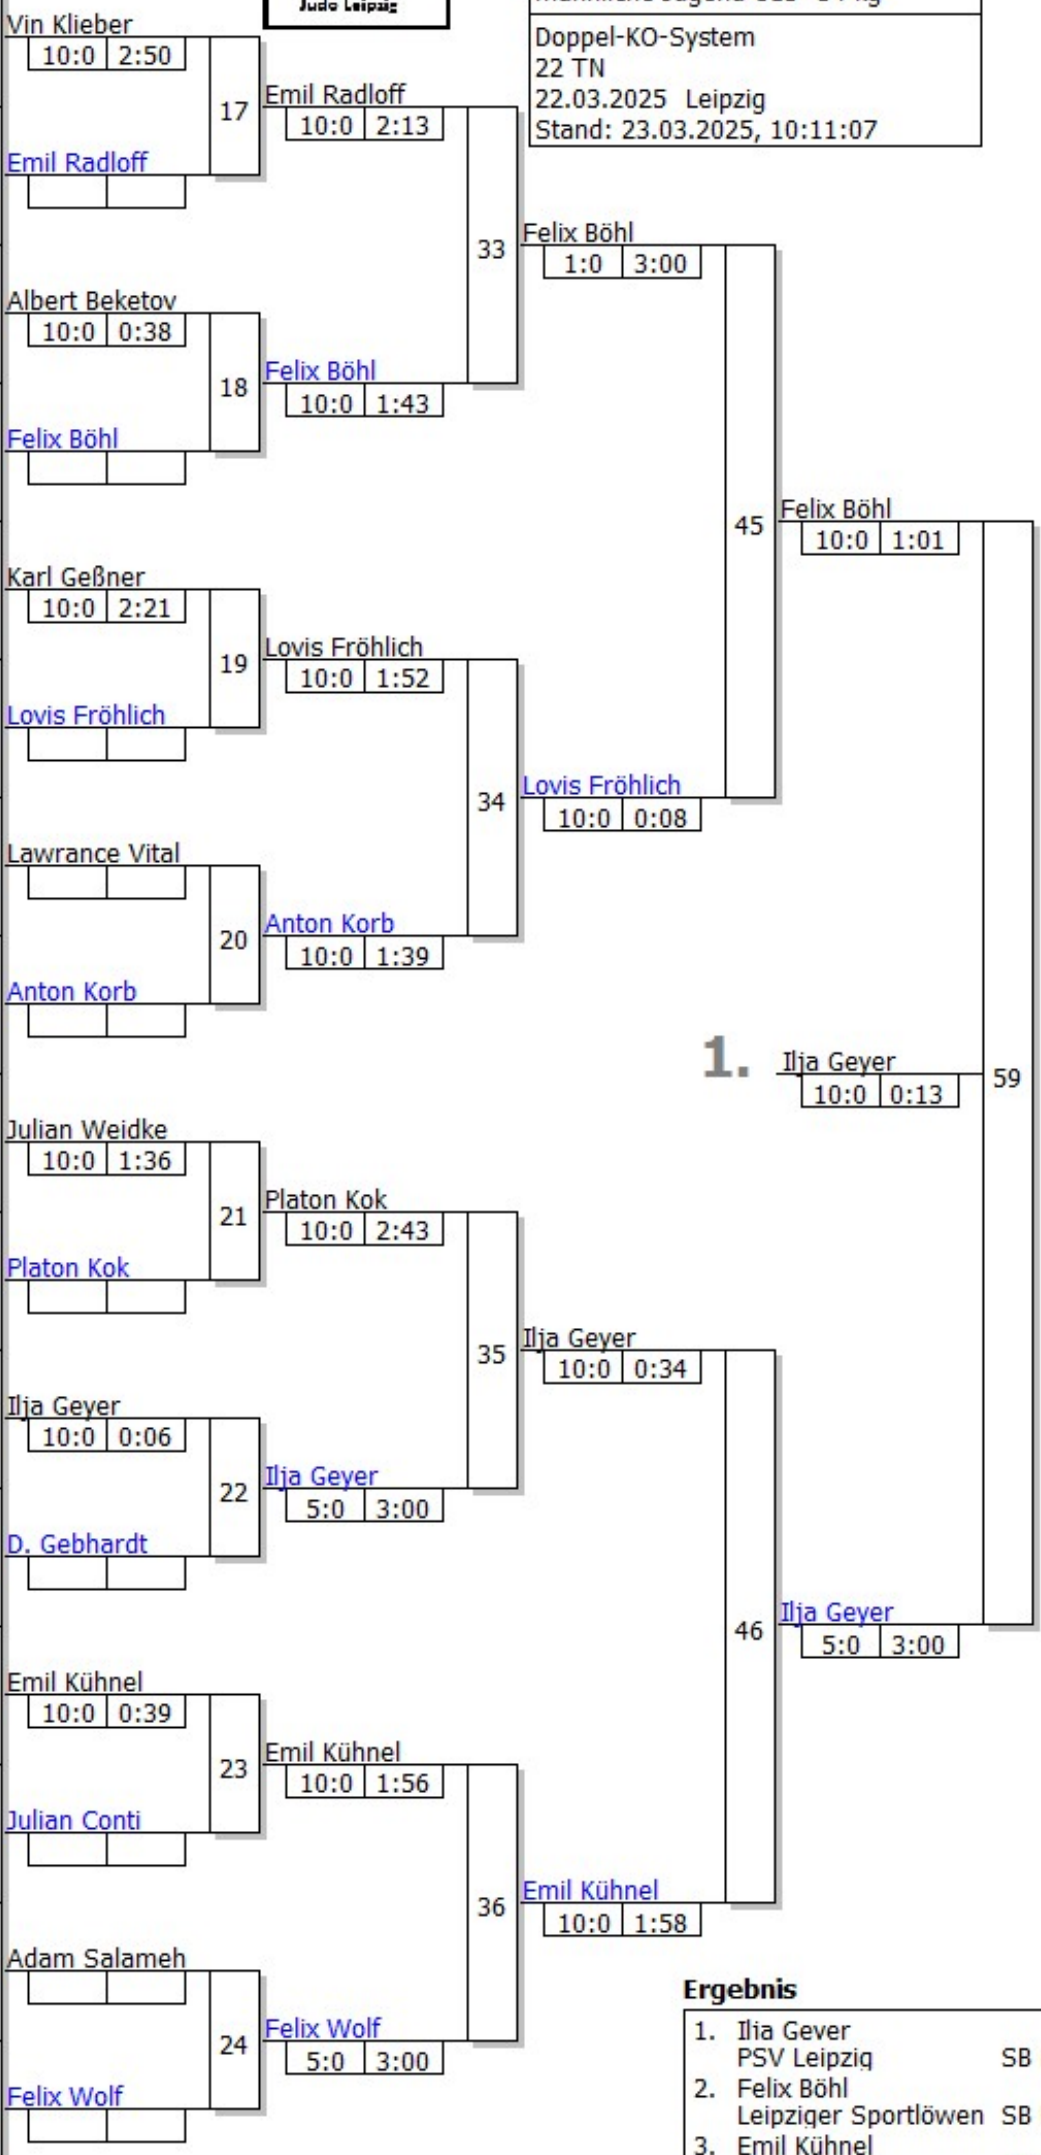 Judo Leipzig
Doppel-KO-System
22 TN
22.03.2025 Leipzig
Stand: 23.03.2025, 10:11:07
Vin Klieber
10:0 2:50
17
Emil Radloff
10:0 2:13
Emil Radloff
33
Felix Böhl
1:0 3:00
Albert Beketov
10:0 0:38
18
Felix Böhl
10:0 1:43
Felix Böhl
45
Felix Böhl
10:0 1:01
Karl Geßner
10:0 2:21
19
Lovis Fröhlich
10:0 1:52
Lovis Fröhlich
34
Lovis Fröhlich
10:0 0:08
Lawrance Vital
20
Anton Korb
10:0 1:39
Anton Korb
1.
Ilja Geyer
10:0 0:13
59
Julian Weidke
10:0 1:36
21
Platon Kok
10:0 2:43
Platon Kok
35
Ilja Geyer
10:0 0:34
Ilja Geyer
10:0 0:06
22
Ilja Geyer
5:0 3:00
D. Gebhardt
46
Ilja Geyer
5:0 3:00
Emil Kühnel
10:0 0:39
23
Emil Kühnel
10:0 1:56
Julian Conti
36
Emil Kühnel
10:0 1:58
Adam Salameh
24
Felix Wolf
5:0 3:00
Felix Wolf
Ergebnis
1. Ilja Geyer
PSV Leipzig SB
2. Felix Böhl
Leipziger Sportlöwen SB
3. Emil Kühnel